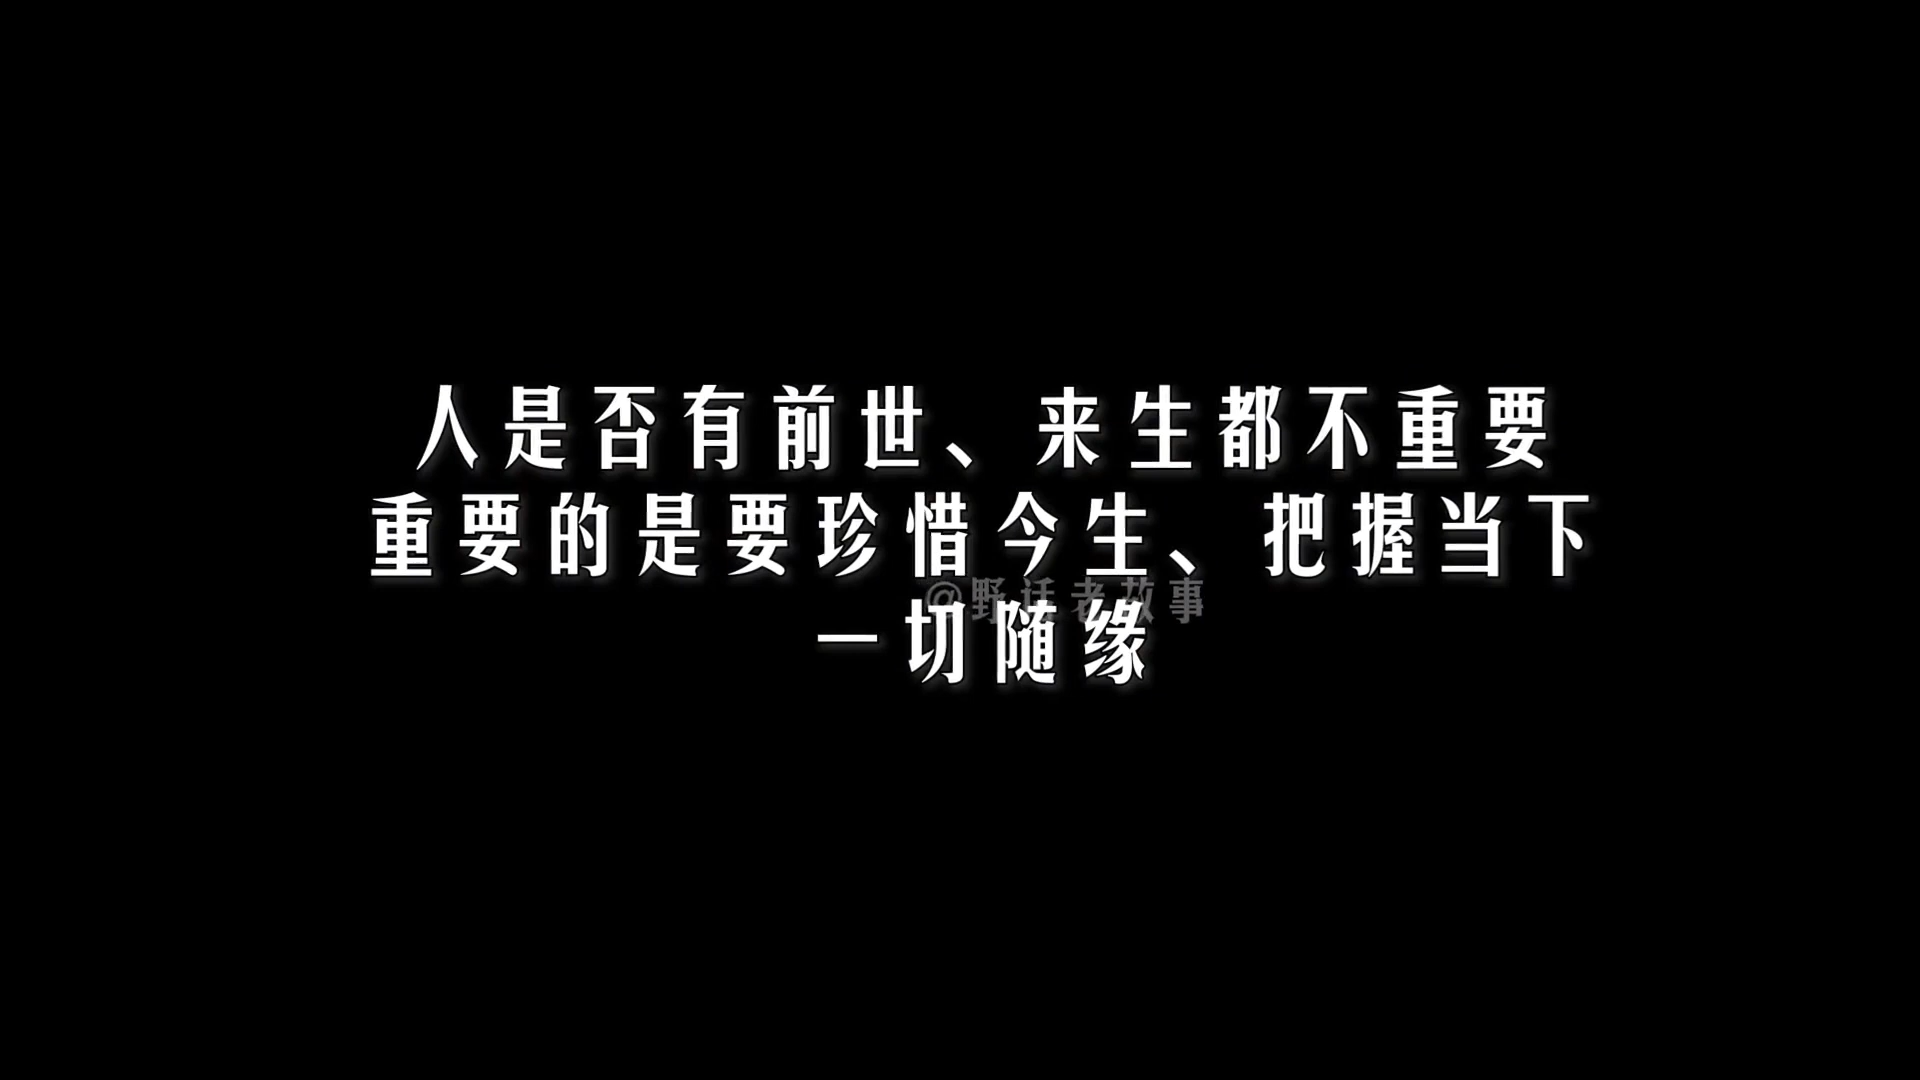 人是否有前世、来生都不重要
重要的是要珍惜今生、把握当下
@野话老故事
一切随缘